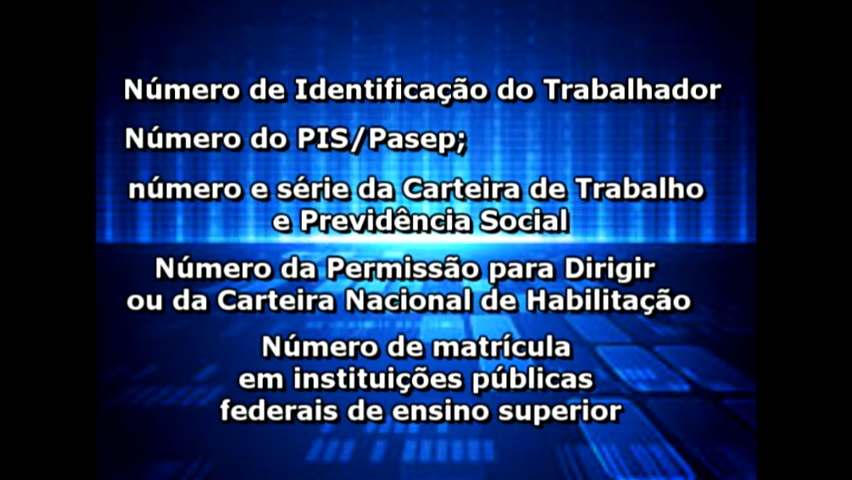 Número de Identificação do Trabalhador
Número do PIS/Pasep;
número e série da Carteira de Trabalho
e Previdência Social
Número da Permissão para Dirigir
ou da Carteira Nacional de Habilitação
Número de matrícula
em instituições públicas
federais de ensino superior